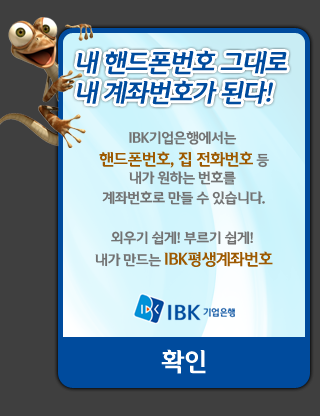 내 핸드폰번호 그대로
내 계좌번호가 된다!
IBK기업은행에서는
핸드폰번호, 집 전화번호 등
내가 원하는 번호를
계좌번호로 만들 수 있습니다.
외우기 쉽게! 부르기 쉽게!
내가 만드는 IBK평생계좌번호
IBK 기업은행
확인